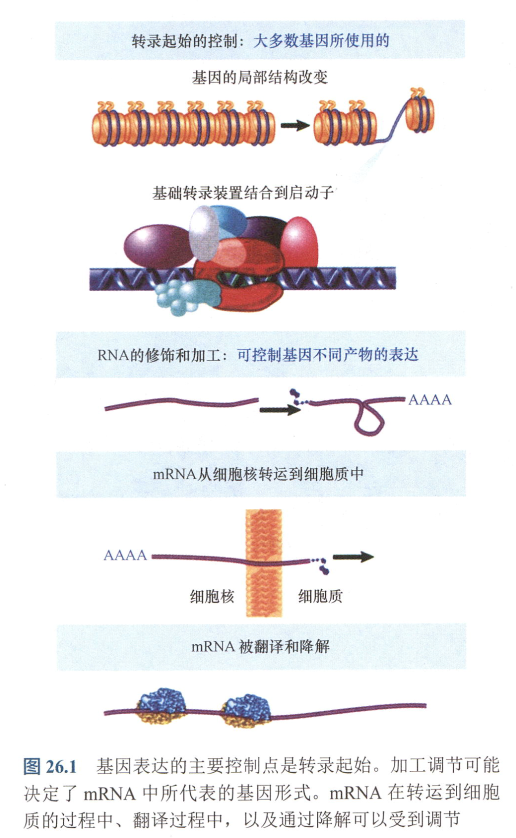 转录起始的控制：大多数基因所使用的
基因的局部结构改变
基础转录装置结合到启动子
RNA的修饰和加工：可控制基因不同产物的表达
AAAA
mRNA从细胞核转运到细胞质中
AAAA
细胞核 细胞质
mRNA 被翻译和降解
图 26.1 基因表达的主要控制点是转录起始。加工调节可能
决定了 mRNA 中所代表的基因形式。mRNA 在转运到细胞
质的过程中、翻译过程中，以及通过降解可以受到调节